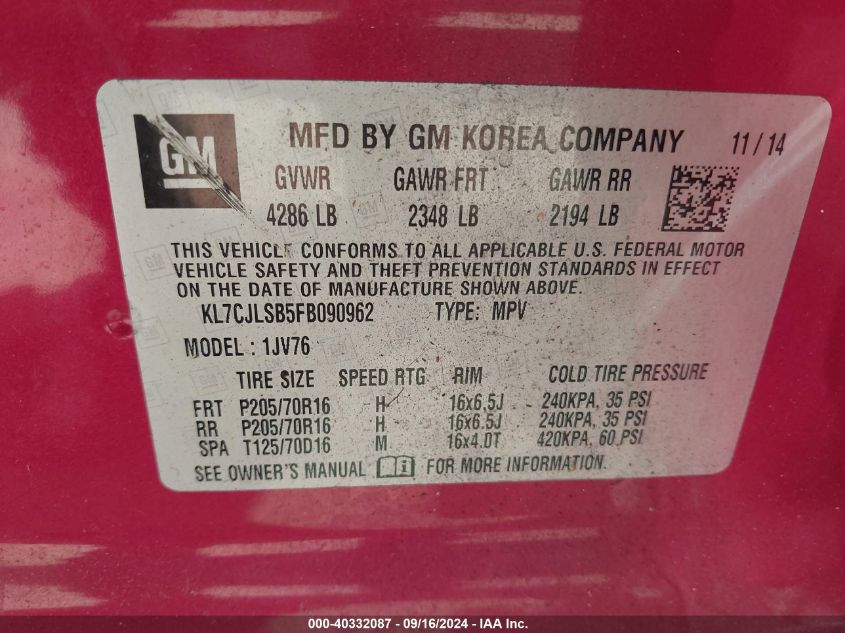 GM
MFD BY GM KOREA COMPANY 11/14
GVWR GAWR FRT GAWR RR
4286 LB 2348 LB 2194 LB
THIS VEHICLE CONFORMS TO ALL APPLICABLE U.S. FEDERAL MOTOR
VEHICLE SAFETY AND THEFT PREVENTION STANDARDS IN EFFECT
ON THE DATE OF MANUFACTURE SHOWN ABOVE.
KL7CJLSB5FB090962 TYPE: MPV
MODEL: 1JV76
TIRE SIZE SPEED RTG RIM COLD TIRE PRESSURE
FRT P205/70R16 H 16x6.5J 240KPA, 35 PSI
RR P205/70R16 H 16x6.5J 240KPA, 35 PSI
SPA T125/70D16 M 16x4.0T 420KPA, 60 PSI
SEE OWNER'S MANUAL FOR MORE INFORMATION.
000-40332087 - 09/16/2024 - IAA Inc.